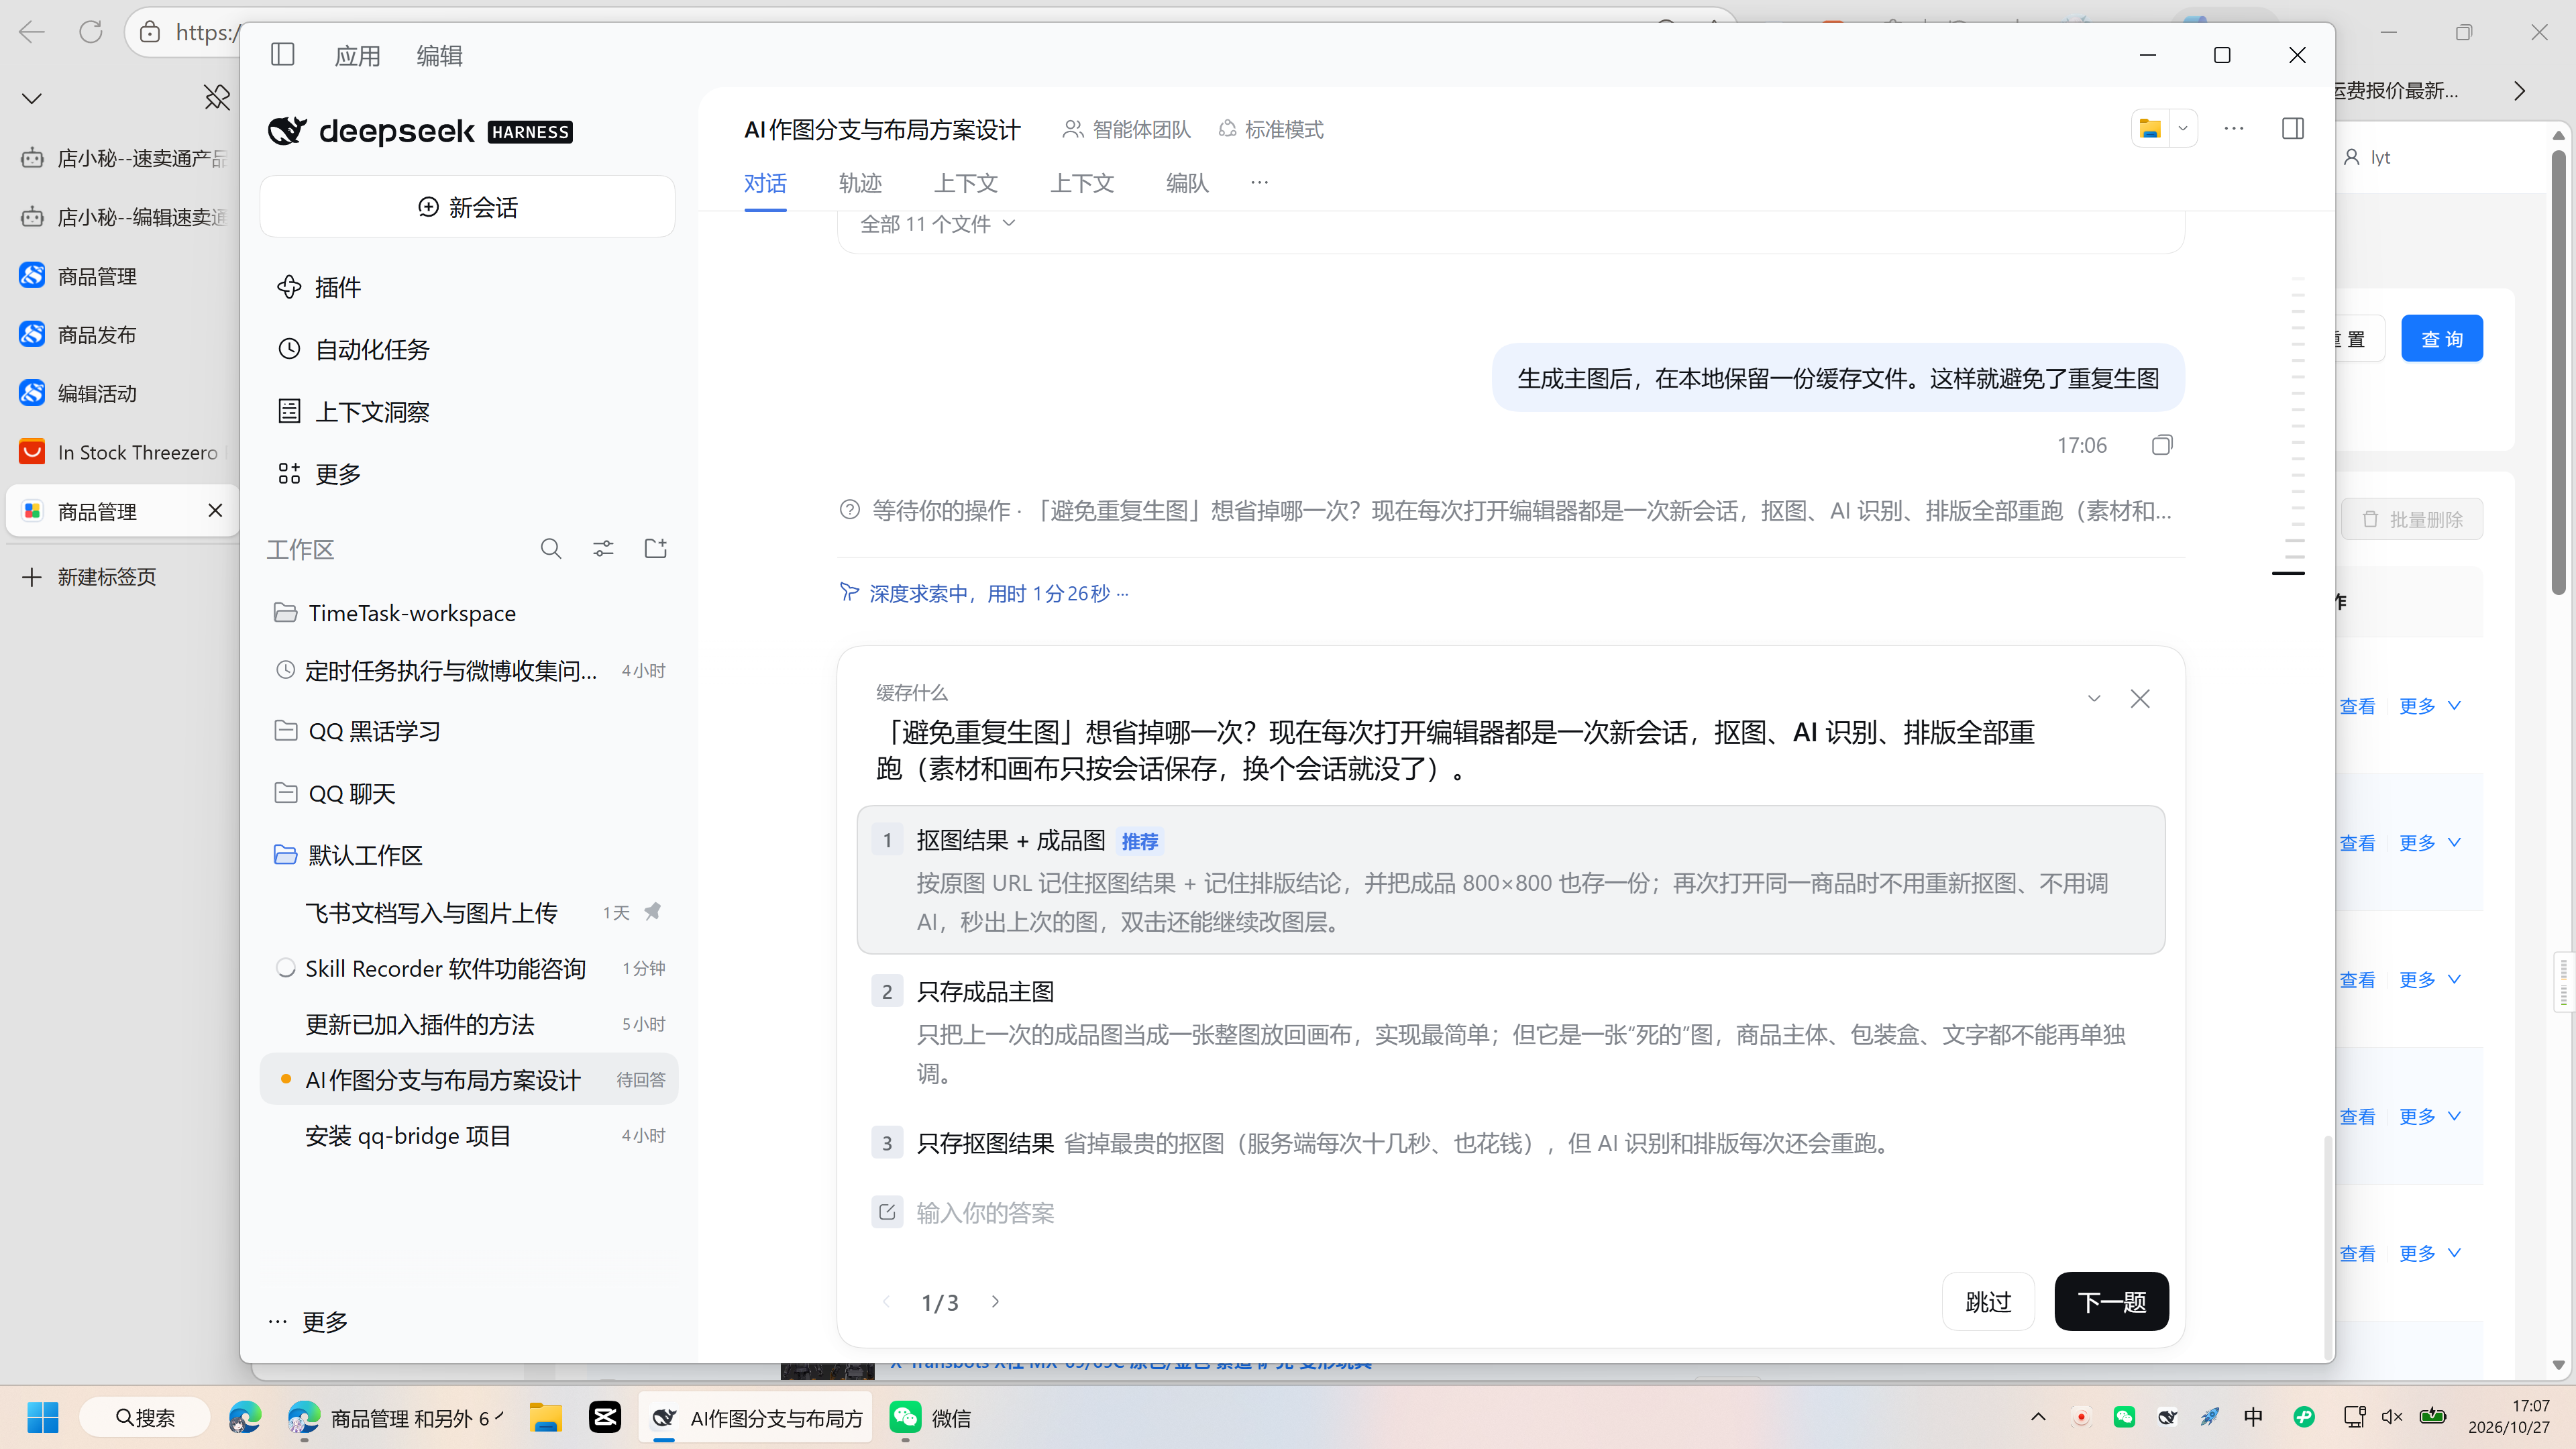 https:/
应用
编辑
店小秘--速卖通产品
店小秘--编辑速卖通
商品管理
商品发布
编辑活动
In Stock Threezero
商品管理
新建标签页
deepseek HARNESS
新会话
插件
自动化任务
上下文洞察
更多
工作区
TimeTask-workspace
定时任务执行与微博收集问... 4小时
QQ 黑话学习
QQ 聊天
默认工作区
飞书文档写入与图片上传 1天
Skill Recorder 软件功能咨询 1分钟
更新已加入插件的方法 5小时
AI作图分支与布局方案设计 待回答
安装 qq-bridge 项目 4小时
··· 更多
AI作图分支与布局方案设计 智能体团队 标准模式
对话 轨迹 上下文 上下文 编队 ···
全部 11 个文件
生成主图后，在本地保留一份缓存文件。这样就避免了重复生图
17:06
等待你的操作 · 「避免重复生图」想省掉哪一次？现在每次打开编辑器都是一次新会话，抠图、AI 识别、排版全部重跑（素材和...
深度求索中，用时 1分26秒 ···
缓存什么
「避免重复生图」想省掉哪一次？现在每次打开编辑器都是一次新会话，抠图、AI 识别、排版全部重
跑（素材和画布只按会话保存，换个会话就没了）。
1 抠图结果 + 成品图 推荐
按原图 URL 记住抠图结果 + 记住排版结论，并把成品 800×800 也存一份；再次打开同一商品时不用重新抠图、不用调
AI，秒出上次的图，双击还能继续改图层。
2 只存成品主图
只把上一次的成品图当成一张整图放回画布，实现最简单；但它是一张“死的”图，商品主体、包装盒、文字都不能再单独
调。
3 只存抠图结果 省掉最贵的抠图（服务端每次十几秒、也花钱），但 AI 识别和排版每次还会重跑。
输入你的答案
1/3
跳过
下一题
运费报价最新...
lyt
重 置
查 询
批量删除
作
查看 更多
查看 更多
查看 更多
查看 更多
查看 更多
搜索
商品管理 和另外 6
AI作图分支与布局方
微信
中
17:07
2026/10/27